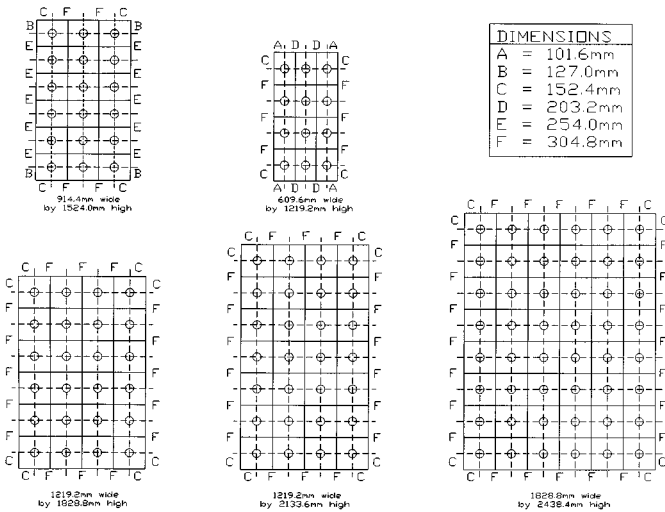 C F F C
B B
E E
E E
E E
E E
E E
B B
C F F C
914.4mm wide
by 1524.0mm high
A D D A
C C
F F
F F
F F
C C
A D D A
609.6mm wide
by 1219.2mm high
DIMENSIONS
A = 101.6mm
B = 127.0mm
C = 152.4mm
D = 203.2mm
E = 254.0mm
F = 304.8mm
C F F F C
C C
F F
F F
F F
F F
F F
C C
C F F F C
1219.2mm wide
by 1828.8mm high
C F F F C
C C
F F
F F
F F
F F
F F
F F
C C
C F F F C
1219.2mm wide
by 2133.6mm high
C F F F F F C
C C
F F
F F
F F
F F
F F
F F
F F
C C
C F F F F F C
1828.8mm wide
by 2438.4mm high